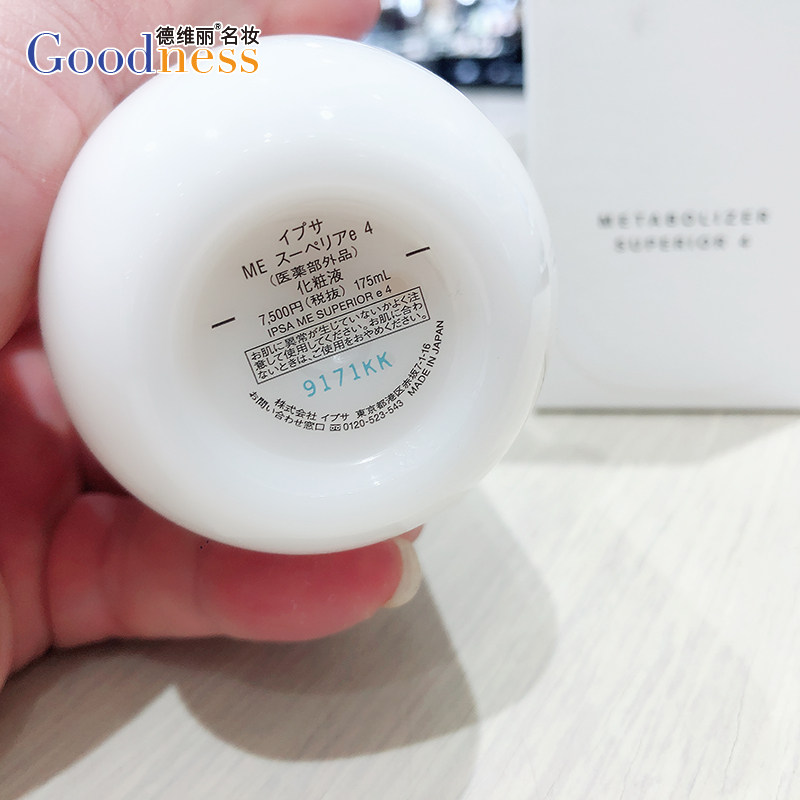 德维丽®名妆
Goodness
METABOLIZER
SUPERIOR e
イプサ
ME スーペリアe 4
(医薬部外品)
化粧液
7,500円(税抜) 175mL
IPSA ME SUPERIOR e 4
お肌に異常が生じていないかよく注
意して使用してください。お肌に合わ
ないときは、ご使用をおやめください。
9171KK
株式会社 イプサ 東京都港区赤坂7-1-16
お問い合わせ窓口 0120-523-543 MADE IN JAPAN